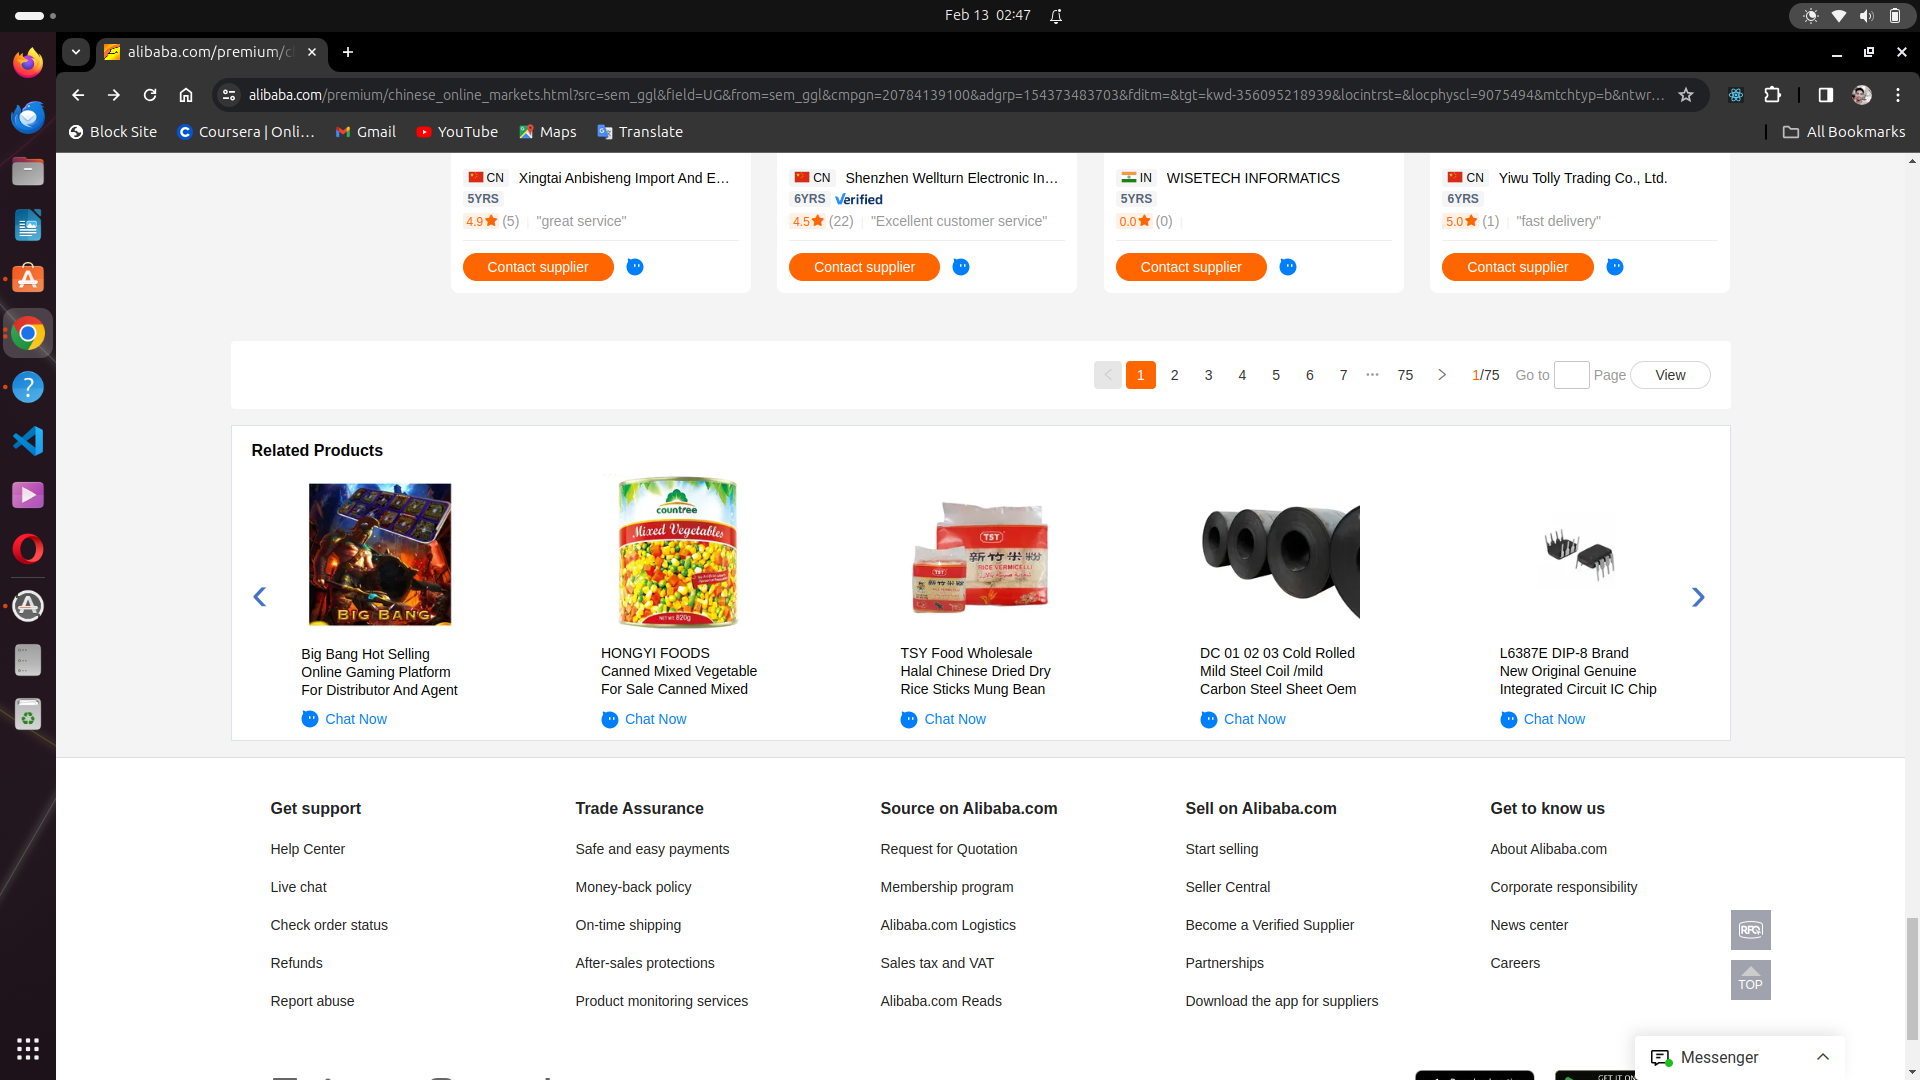 Feb 13 02:47
alibaba.com/premium/c
alibaba.com/premium/chinese_online_markets.html?src=sem_ggl&field=UG&from=sem_ggl&cmpgn=20784139100&adgrp=154373483703&fditm=&tgt=kwd-356095218939&locintrst=&locphyscl=9075494&mtchtyp=b&ntwr...
Block Site
Coursera | Onli...
Gmail
YouTube
Maps
Translate
All Bookmarks
CN Xingtai Anbisheng Import And E...
5YRS
4.9 (5) "great service"
Contact supplier
CN Shenzhen Wellturn Electronic In...
6YRS Verified
4.5 (22) "Excellent customer service"
Contact supplier
IN WISETECH INFORMATICS
5YRS
0.0 (0)
Contact supplier
CN Yiwu Tolly Trading Co., Ltd.
6YRS
5.0 (1) "fast delivery"
Contact supplier
1 2 3 4 5 6 7 ... 75 1/75 Go to Page View
Related Products
BIG BANG
Big Bang Hot Selling
Online Gaming Platform
For Distributor And Agent
Chat Now
countree
Mixed Vegetables
NET WT. 820g
HONGYI FOODS
Canned Mixed Vegetable
For Sale Canned Mixed
Chat Now
TST
新竹米粉
RICE VERMICELLI
TSY Food Wholesale
Halal Chinese Dried Dry
Rice Sticks Mung Bean
Chat Now
DC 01 02 03 Cold Rolled
Mild Steel Coil /mild
Carbon Steel Sheet Oem
Chat Now
L6387E DIP-8 Brand
New Original Genuine
Integrated Circuit IC Chip
Chat Now
Get support
Help Center
Live chat
Check order status
Refunds
Report abuse
Trade Assurance
Safe and easy payments
Money-back policy
On-time shipping
After-sales protections
Product monitoring services
Source on Alibaba.com
Request for Quotation
Membership program
Alibaba.com Logistics
Sales tax and VAT
Alibaba.com Reads
Sell on Alibaba.com
Start selling
Seller Central
Become a Verified Supplier
Partnerships
Download the app for suppliers
Get to know us
About Alibaba.com
Corporate responsibility
News center
Careers
RFQ
TOP
Messenger
GET IT ON